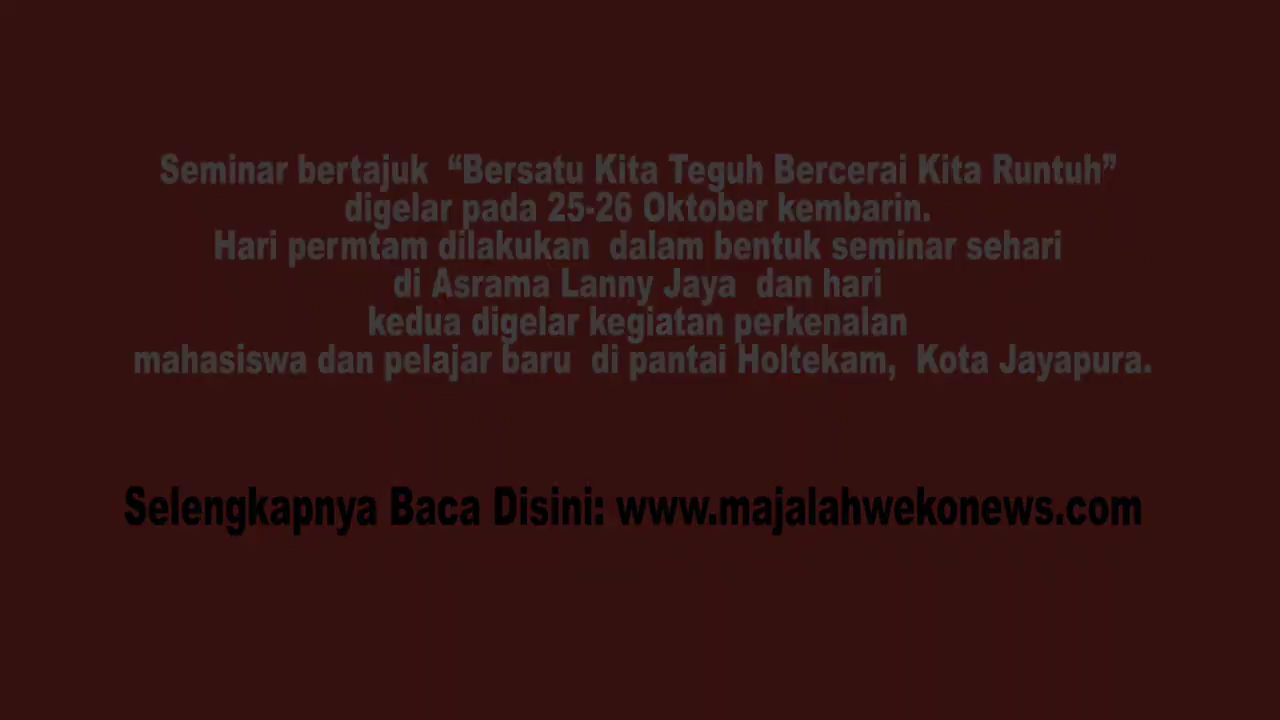 Seminar bertajuk “Bersatu Kita Teguh Bercerai Kita Runtuh”
digelar pada 25-26 Oktober kembarin.
Hari permtam dilakukan dalam bentuk seminar sehari
di Asrama Lanny Jaya dan hari
kedua digelar kegiatan perkenalan
mahasiswa dan pelajar baru di pantai Holtekam, Kota Jayapura.
Selengkapnya Baca Disini: www.majalahwekonews.com